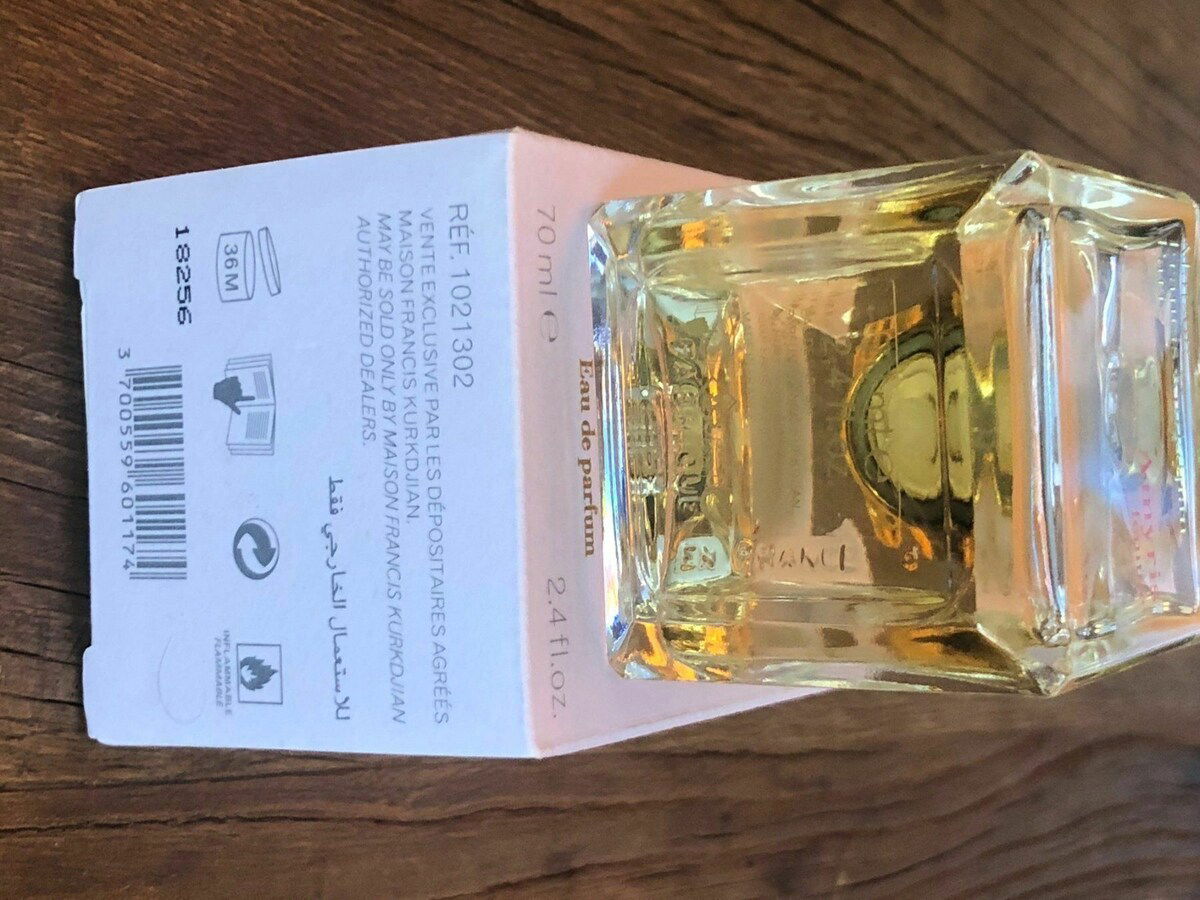 RÉF. 1021302
VENTE EXCLUSIVE PAR LES DÉPOSITAIRES AGRÉÉS
MAISON FRANCIS KURKDJIAN.
MAY BE SOLD ONLY BY MAISON FRANCIS KURKDJIAN
AUTHORIZED DEALERS.
للاستعمال الخارجي فقط
36M
INFLAMMABLE
FLAMMABLE
18256
3 700559 601174
70 ml e
2.4 fl.oz.
Eau de parfum